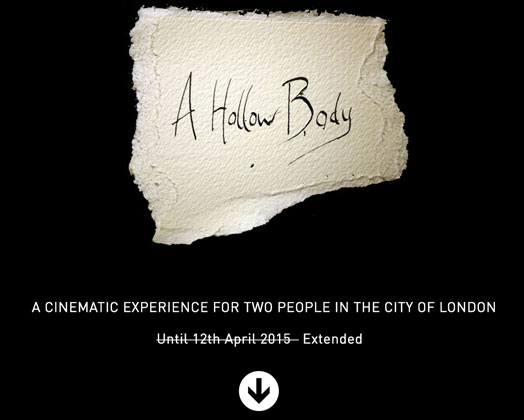 A Hollow Body
A CINEMATIC EXPERIENCE FOR TWO PEOPLE IN THE CITY OF LONDON
Until 12th April 2015 Extended